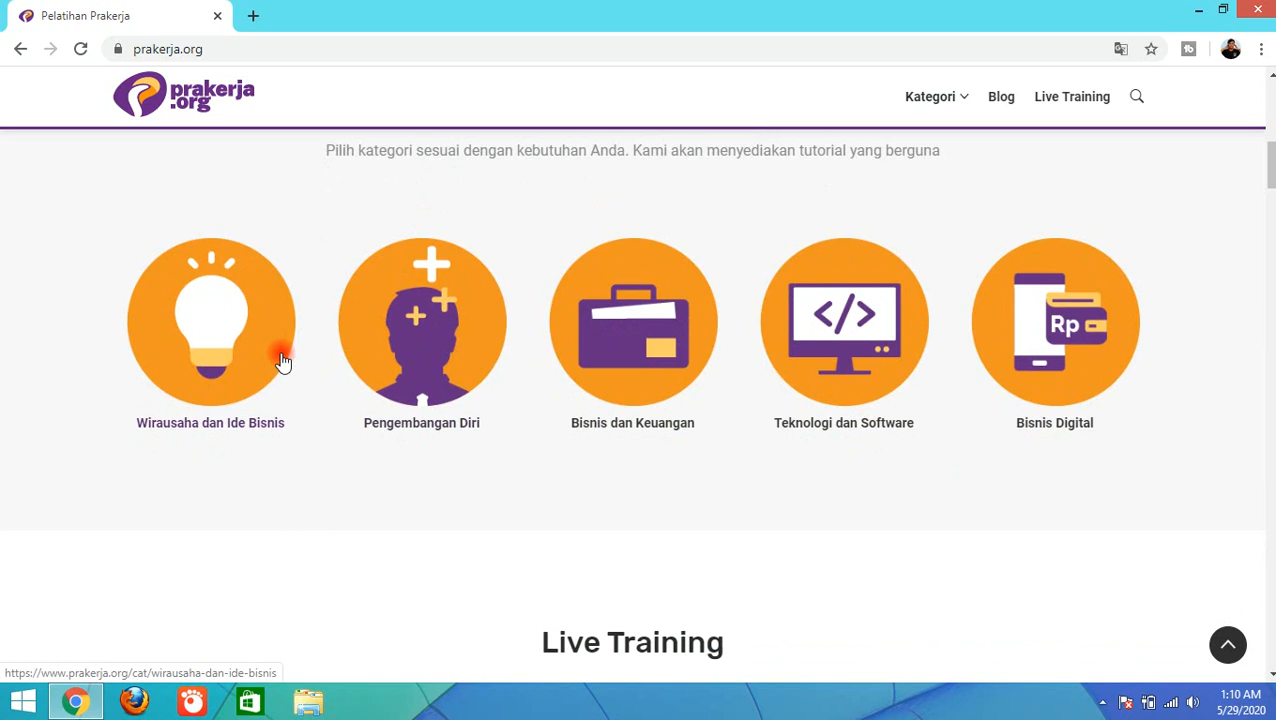 Pelatihan Prakerja
prakerja.org
prakerja
.org
Kategori
Blog
Live Training
Pilih kategori sesuai dengan kebutuhan Anda. Kami akan menyediakan tutorial yang berguna
Rp
Wirausaha dan Ide Bisnis
Pengembangan Diri
Bisnis dan Keuangan
Teknologi dan Software
Bisnis Digital
Live Training
https://www.prakerja.org/cat/wirausaha-dan-ide-bisnis
1:10 AM
5/29/2020